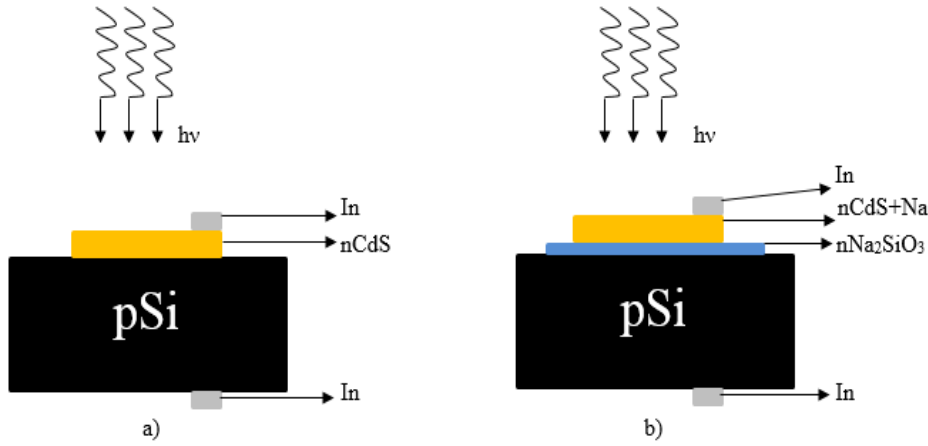 hν
In
nCdS
pSi
In
a)
hν
In
nCdS+Na
nNa₂SiO₃
pSi
In
b)